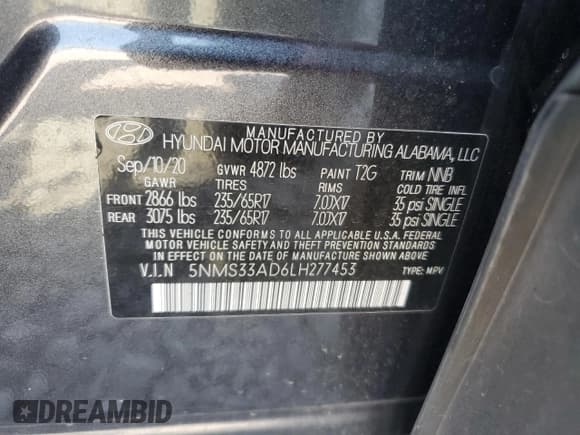 MANUFACTURED BY
HYUNDAI MOTOR MANUFACTURING ALABAMA, LLC
Sep/10/20 GVWR 4872 lbs PAINT T2G TRIM NNB
GAWR TIRES RIMS COLD TIRE INFL
FRONT 2866 lbs 235/65R17 7.0JX17 35 psi SINGLE
REAR 3075 lbs 235/65R17 7.0JX17 35 psi SINGLE
THIS VEHICLE CONFORMS TO ALL APPLICABLE U.S.A. FEDERAL
MOTOR VEHICLE SAFETY AND THEFT PREVENTION STANDARDS
IN EFFECT ON THE DATE OF MANUFACTURE SHOWN ABOVE.
V.I.N 5NMS33AD6LH277453 TYPE: MPV
DREAMBID